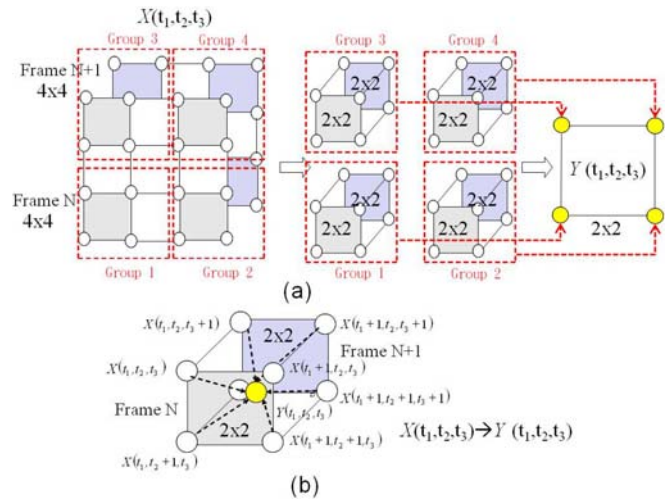 X(t₁,t₂,t₃)
Group 3
Group 4
Group 3
Group 4
Frame N+1
4x4
2x2
2x2
2x2
2x2
Frame N
4x4
Y (t₁,t₂,t₃)
2x2
2x2
2x2
2x2
2x2
Group 1
Group 2
Group 1
Group 2
(a)
X(t₁,t₂,t₃+1)
2x2
X(t₁+1,t₂,t₃+1)
Frame N+1
X(t₁,t₂,t₃)
X(t₁+1,t₂,t₃)
Frame N
X(t₁+1,t₂+1,t₃+1)
Y(t₁,t₂,t₃)
2x2
X(t₁,t₂+1,t₃)
X(t₁+1,t₂+1,t₃)
X(t₁,t₂,t₃)→Y (t₁,t₂,t₃)
(b)